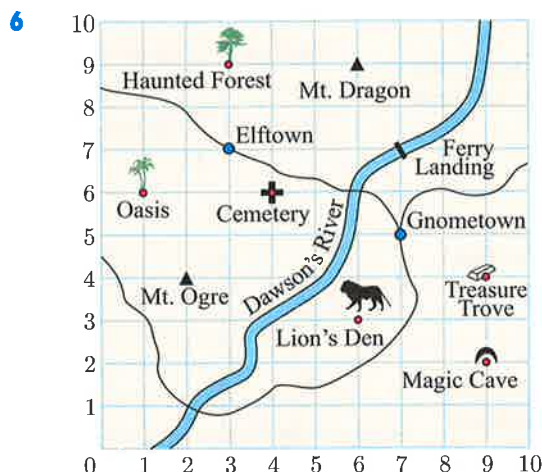 6
10
9
Haunted Forest
Mt. Dragon
8
Elftown
7
Ferry
Landing
6
Oasis
Cemetery
Gnometown
5
Dawson's River
4
Mt. Ogre
Treasure
Trove
3
Lion's Den
2
Magic Cave
1
0 1 2 3 4 5 6 7 8 9 10